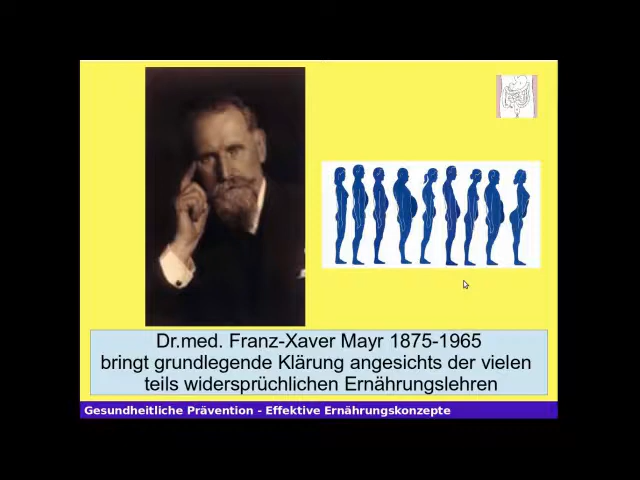 Dr.med. Franz-Xaver Mayr 1875-1965
bringt grundlegende Klärung angesichts der vielen
teils widersprüchlichen Ernährungslehren
Gesundheitliche Prävention - Effektive Ernährungskonzepte